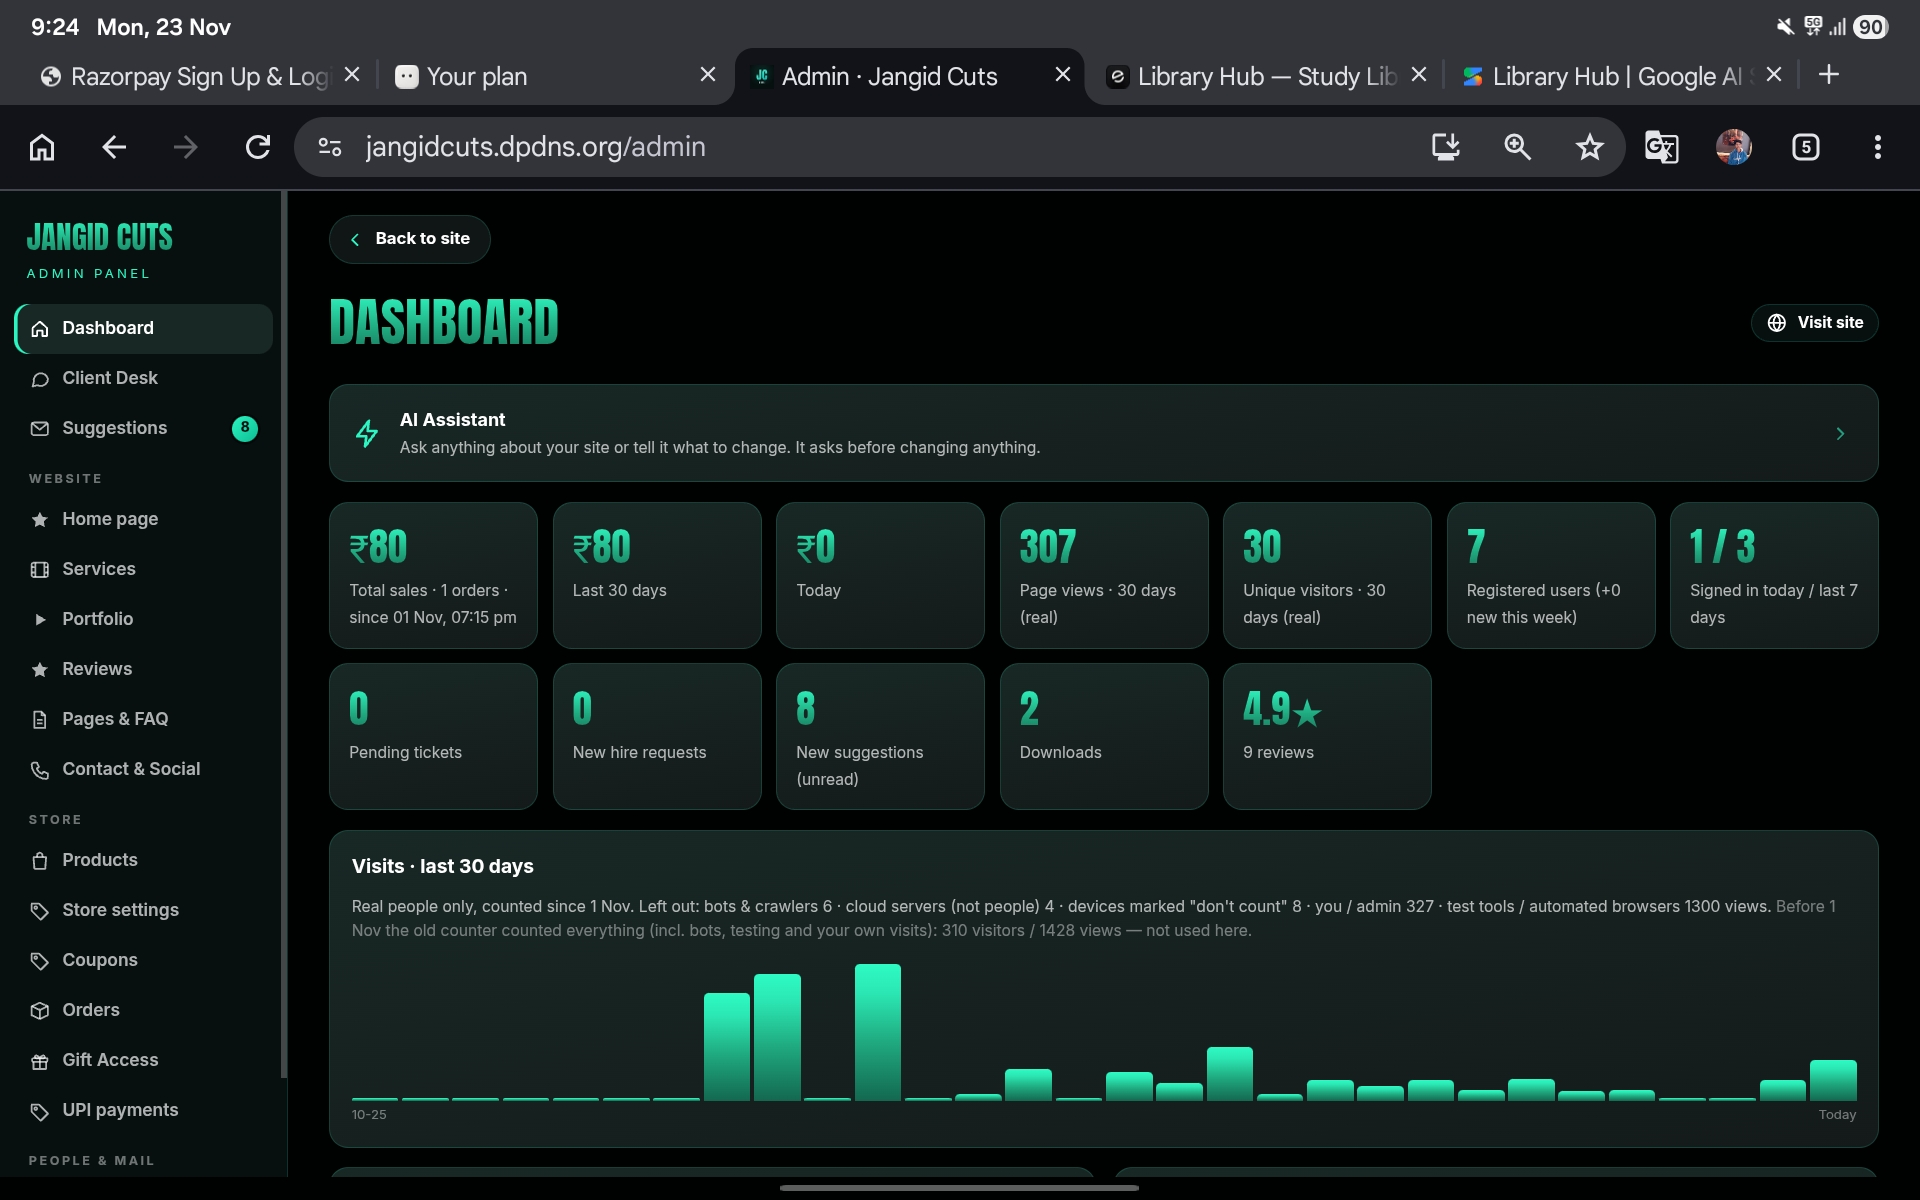 9:24 Mon, 23 Nov
5G
90
Razorpay Sign Up & Logi
Your plan
Admin · Jangid Cuts
Library Hub — Study Lib
Library Hub | Google AI S
jangidcuts.dpdns.org/admin
5
JANGID CUTS
ADMIN PANEL
Dashboard
Client Desk
Suggestions 8
WEBSITE
Home page
Services
Portfolio
Reviews
Pages & FAQ
Contact & Social
STORE
Products
Store settings
Coupons
Orders
Gift Access
UPI payments
PEOPLE & MAIL
Back to site
DASHBOARD
Visit site
AI Assistant
Ask anything about your site or tell it what to change. It asks before changing anything.
₹80
Total sales · 1 orders ·
since 01 Nov, 07:15 pm
₹80
Last 30 days
₹0
Today
307
Page views · 30 days
(real)
30
Unique visitors · 30
days (real)
7
Registered users (+0
new this week)
1 / 3
Signed in today / last 7
days
0
Pending tickets
0
New hire requests
8
New suggestions
(unread)
2
Downloads
4.9★
9 reviews
Visits · last 30 days
Real people only, counted since 1 Nov. Left out: bots & crawlers 6 · cloud servers (not people) 4 · devices marked "don't count" 8 · you / admin 327 · test tools / automated browsers 1300 views. Before 1
Nov the old counter counted everything (incl. bots, testing and your own visits): 310 visitors / 1428 views — not used here.
10-25
Today